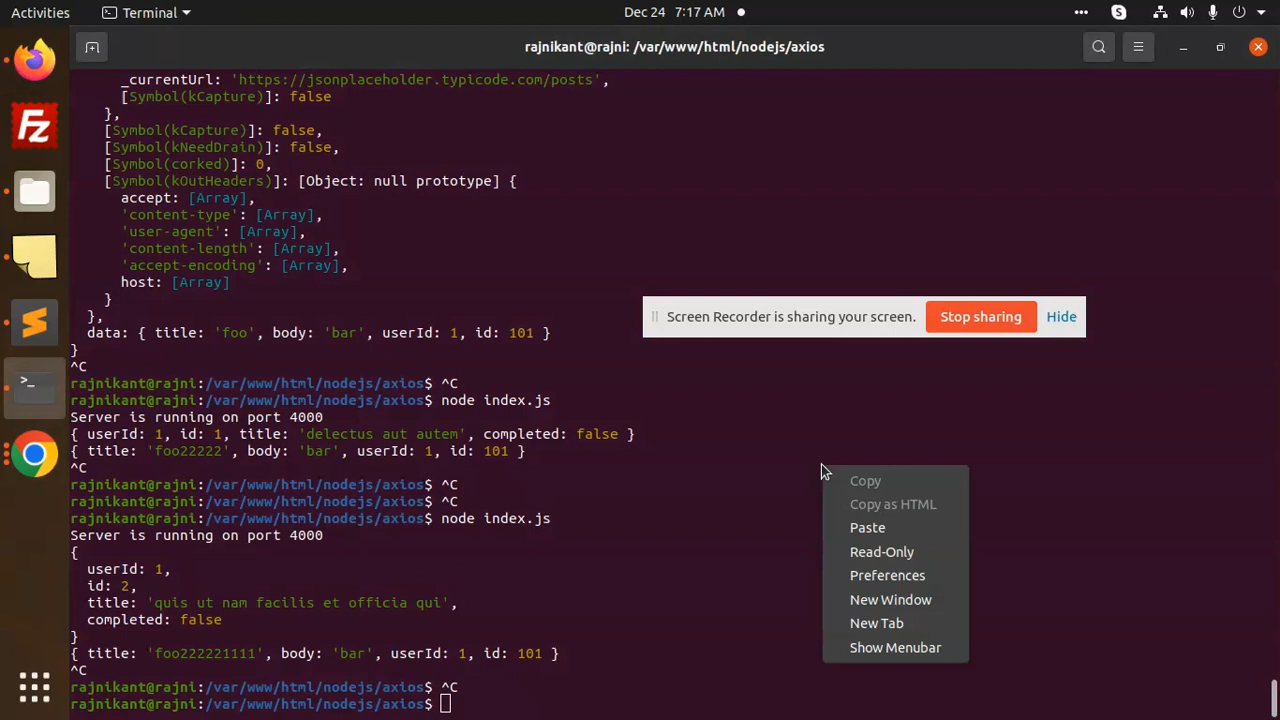 Activities Terminal Dec 24 7:17 AM
rajnikant@rajni: /var/www/html/nodejs/axios
_currentUrl: 'https://jsonplaceholder.typicode.com/posts',
[Symbol(kCapture)]: false
},
[Symbol(kCapture)]: false,
[Symbol(kNeedDrain)]: false,
[Symbol(corked)]: 0,
[Symbol(kOutHeaders)]: [Object: null prototype] {
accept: [Array],
'content-type': [Array],
'user-agent': [Array],
'content-length': [Array],
'accept-encoding': [Array],
host: [Array]
}
},
data: { title: 'foo', body: 'bar', userId: 1, id: 101 }
}
^C
rajnikant@rajni:/var/www/html/nodejs/axios$ ^C
rajnikant@rajni:/var/www/html/nodejs/axios$ node index.js
Server is running on port 4000
{ userId: 1, id: 1, title: 'delectus aut autem', completed: false }
{ title: 'foo22222', body: 'bar', userId: 1, id: 101 }
^C
rajnikant@rajni:/var/www/html/nodejs/axios$ ^C
rajnikant@rajni:/var/www/html/nodejs/axios$ ^C
rajnikant@rajni:/var/www/html/nodejs/axios$ node index.js
Server is running on port 4000
{
userId: 1,
id: 2,
title: 'quis ut nam facilis et officia qui',
completed: false
}
{ title: 'foo222221111', body: 'bar', userId: 1, id: 101 }
^C
rajnikant@rajni:/var/www/html/nodejs/axios$ ^C
rajnikant@rajni:/var/www/html/nodejs/axios$
Screen Recorder is sharing your screen. Stop sharing Hide
Copy
Copy as HTML
Paste
Read-Only
Preferences
New Window
New Tab
Show Menubar